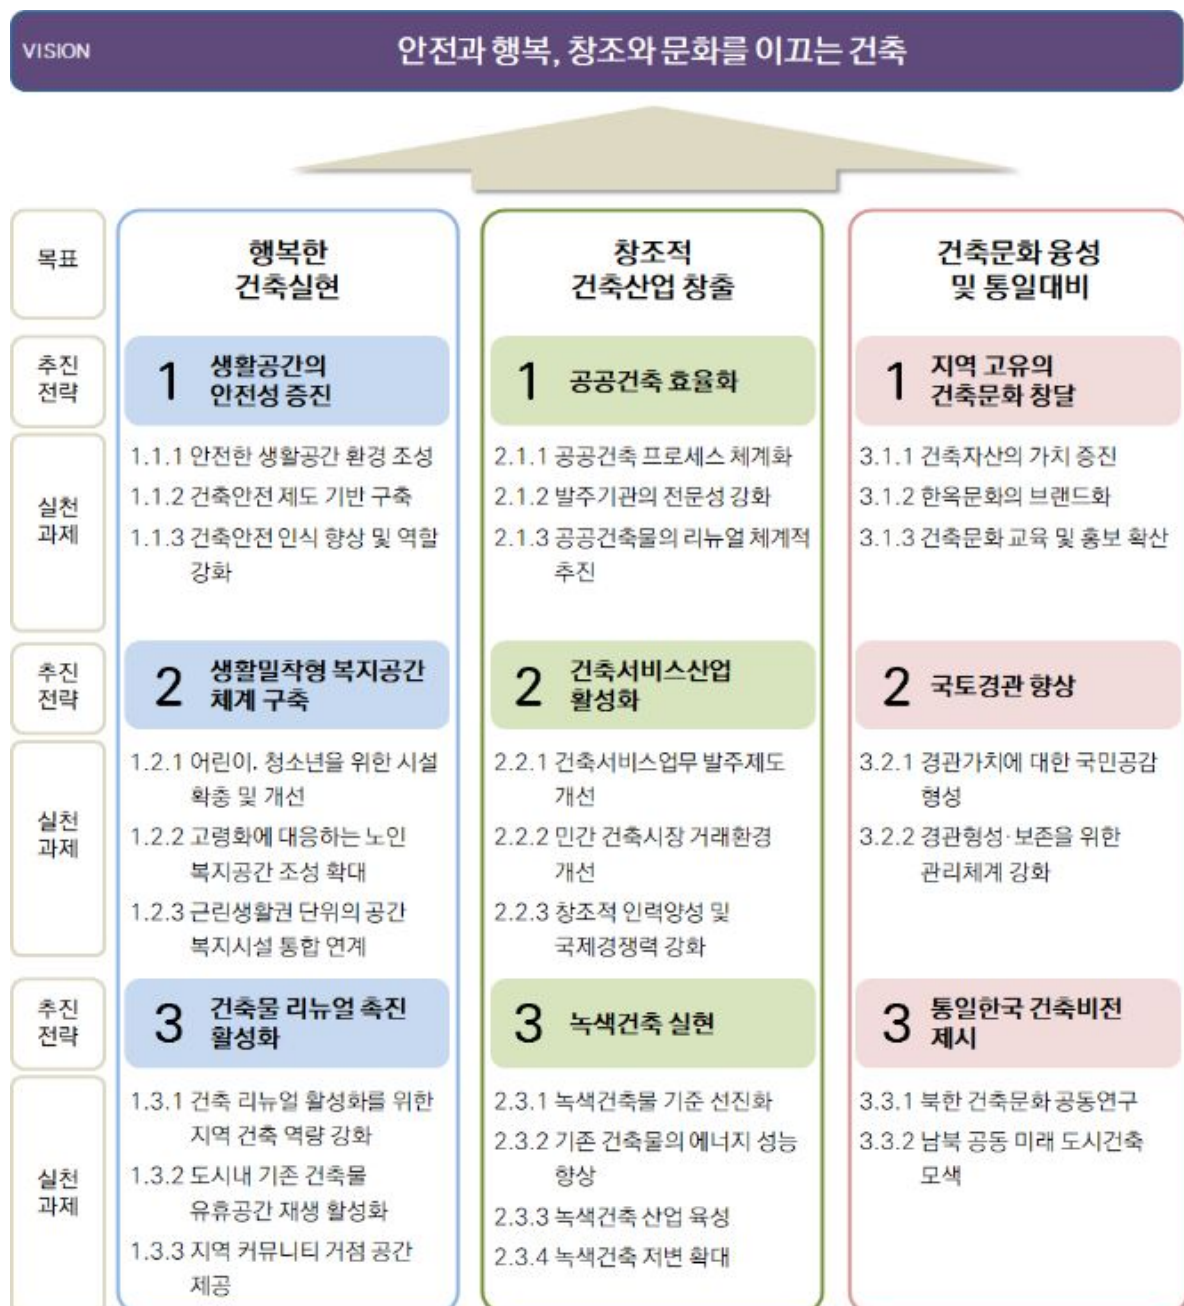 VISION
안전과 행복, 창조와 문화를 이끄는 건축
목표
행복한
건축실현
창조적
건축산업 창출
건축문화 융성
및 통일대비
추진
전략
1
생활공간의
안전성 증진
1
공공건축 효율화
1
지역 고유의
건축문화 창달
실천
과제
1.1.1 안전한 생활공간 환경 조성
1.1.2 건축안전 제도 기반 구축
1.1.3 건축안전 인식 향상 및 역할
강화
2.1.1 공공건축 프로세스 체계화
2.1.2 발주기관의 전문성 강화
2.1.3 공공건축물의 리뉴얼 체계적
추진
3.1.1 건축자산의 가치 증진
3.1.2 한옥문화의 브랜드화
3.1.3 건축문화 교육 및 홍보 확산
추진
전략
2
생활밀착형 복지공간
체계 구축
2
건축서비스산업
활성화
2
국토경관 향상
실천
과제
1.2.1 어린이, 청소년을 위한 시설
확충 및 개선
1.2.2 고령화에 대응하는 노인
복지공간 조성 확대
1.2.3 근린생활권 단위의 공간
복지시설 통합 연계
2.2.1 건축서비스업무 발주제도
개선
2.2.2 민간 건축시장 거래환경
개선
2.2.3 창조적 인력양성 및
국제경쟁력 강화
3.2.1 경관가치에 대한 국민공감
형성
3.2.2 경관형성·보존을 위한
관리체계 강화
추진
전략
3
건축물 리뉴얼 촉진
활성화
3
녹색건축 실현
3
통일한국 건축비전
제시
실천
과제
1.3.1 건축 리뉴얼 활성화를 위한
지역 건축 역량 강화
1.3.2 도시내 기존 건축물
유휴공간 재생 활성화
1.3.3 지역 커뮤니티 거점 공간
제공
2.3.1 녹색건축물 기준 선진화
2.3.2 기존 건축물의 에너지 성능
향상
2.3.3 녹색건축 산업 육성
2.3.4 녹색건축 저변 확대
3.3.1 북한 건축문화 공동연구
3.3.2 남북 공동 미래 도시건축
모색